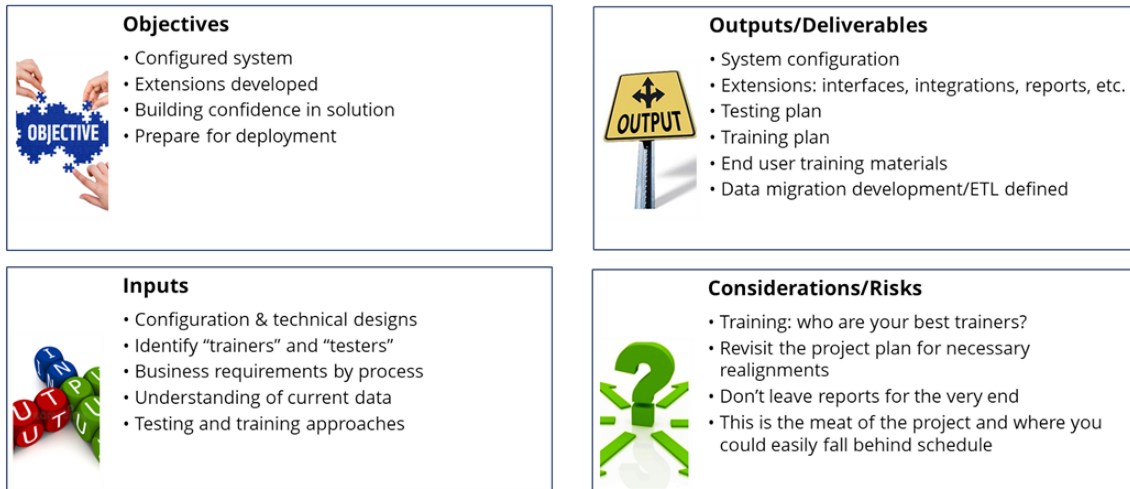 Objectives
• Configured system
• Extensions developed
• Building confidence in solution
• Prepare for deployment
OBJECTIVE
Outputs/Deliverables
• System configuration
• Extensions: interfaces, integrations, reports, etc.
• Testing plan
• Training plan
• End user training materials
• Data migration development/ETL defined
OUTPUT
Inputs
• Configuration & technical designs
• Identify “trainers” and “testers”
• Business requirements by process
• Understanding of current data
• Testing and training approaches
Considerations/Risks
• Training: who are your best trainers?
• Revisit the project plan for necessary
realignments
• Don’t leave reports for the very end
• This is the meat of the project and where you
could easily fall behind schedule